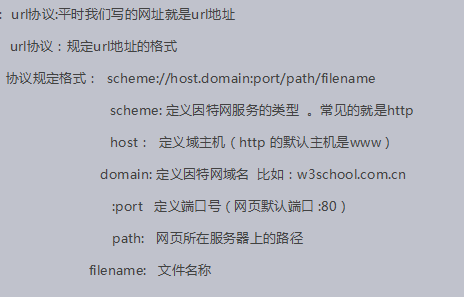 : url协议:平时我们写的网址就是url地址
url协议：规定url地址的格式
协议规定格式： scheme://host.domain:port/path/filename
scheme: 定义因特网服务的类型 。常见的就是http
host： 定义域主机（http 的默认主机是www）
domain: 定义因特网域名 比如：w3school.com.cn
:port 定义端口号（网页默认端口 :80）
path: 网页所在服务器上的路径
filename: 文件名称